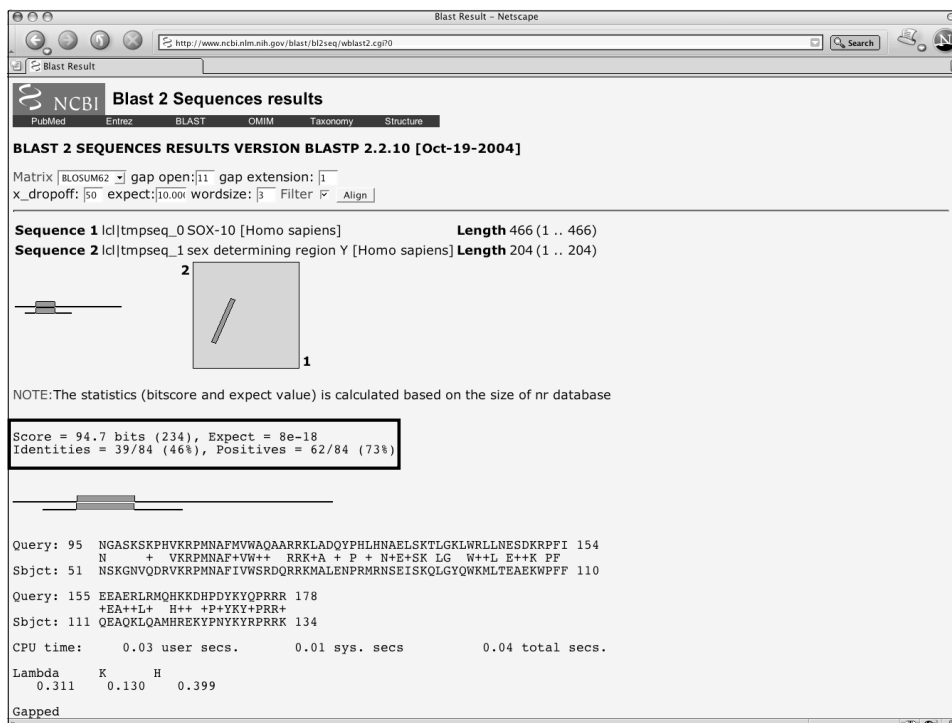 Blast Result – Netscape
http://www.ncbi.nlm.nih.gov/blast/bl2seq/wblast2.cgi?0
Search
N
Blast Result
NCBI Blast 2 Sequences results
PubMed Entrez BLAST OMIM Taxonomy Structure
BLAST 2 SEQUENCES RESULTS VERSION BLASTP 2.2.10 [Oct-19-2004]
Matrix BLOSUM62 gap open: 11 gap extension: 1
x_dropoff: 50 expect: 10.00 wordsize: 3 Filter Align
Sequence 1 lcl|tmpseq_0 SOX-10 [Homo sapiens] Length 466 (1 .. 466)
Sequence 2 lcl|tmpseq_1 sex determining region Y [Homo sapiens] Length 204 (1 .. 204)
2
1
NOTE:The statistics (bitscore and expect value) is calculated based on the size of nr database
Score = 94.7 bits (234), Expect = 8e-18
Identities = 39/84 (46%), Positives = 62/84 (73%)
Query: 95 NGASKSKPHVKRPMNAFMVWAQAARRKLADQYPHLHNAELSKTLGKLWRLLNESDKRPFI 154
N + VKRPMNAF+VW++ RRK+A + P + N+E+SK LG W++L E++K PF
Sbjct: 51 NSKGNVQDRVKRPMNAFIVWSRDQRRKMALENPRMRNSEISKQLGYQWKMLTEAEKWPFF 110
Query: 155 EEAERLRMQHKKDHPDYKYQPRRR 178
+EA++L+ H++ +P+YKY+PRR+
Sbjct: 111 QEAQKLQAMHREKYPNYKYRPRRK 134
CPU time: 0.03 user secs. 0.01 sys. secs 0.04 total secs.
Lambda K H
0.311 0.130 0.399
Gapped